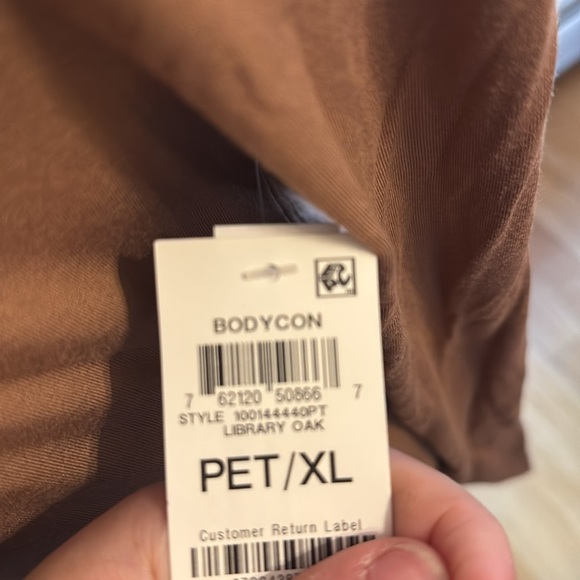 BODYCON
7 62120 50866 7
STYLE 100144440PT
LIBRARY OAK
PET/XL
Customer Return Label